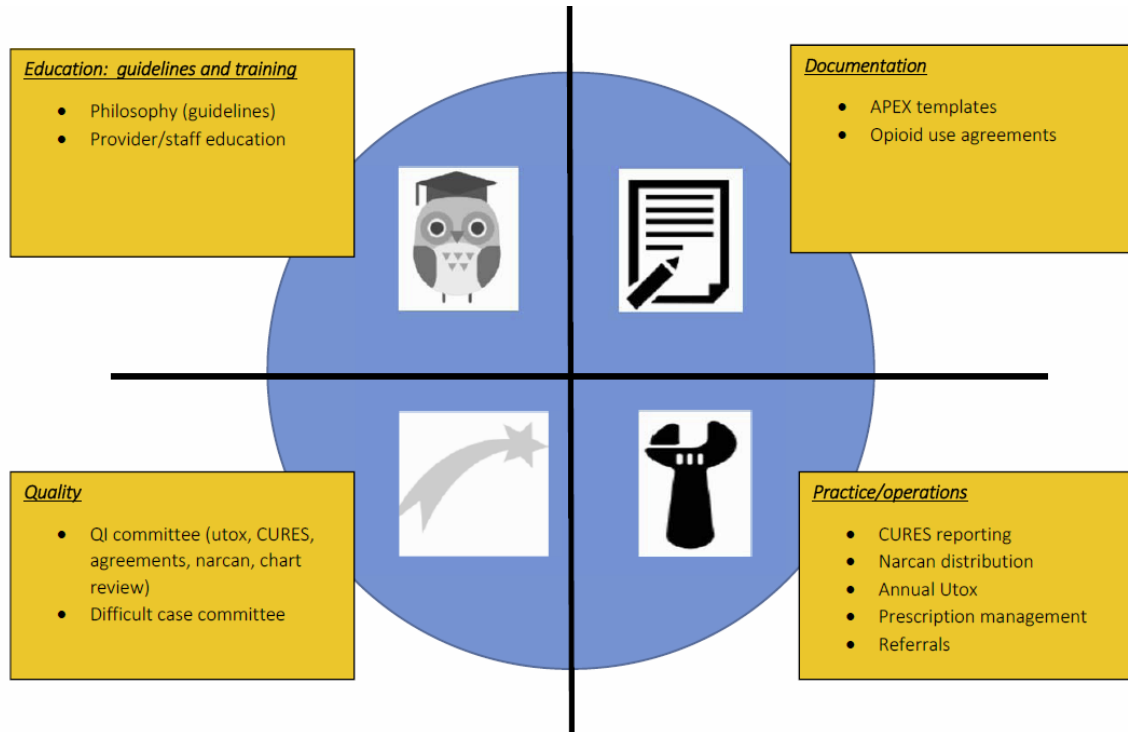 Education: guidelines and training
Philosophy (guidelines)
Provider/staff education
Documentation
APEX templates
Opioid use agreements
Quality
QI committee (utox, CURES,
agreements, narcan, chart
review)
Difficult case committee
Practice/operations
CURES reporting
Narcan distribution
Annual Utox
Prescription management
Referrals